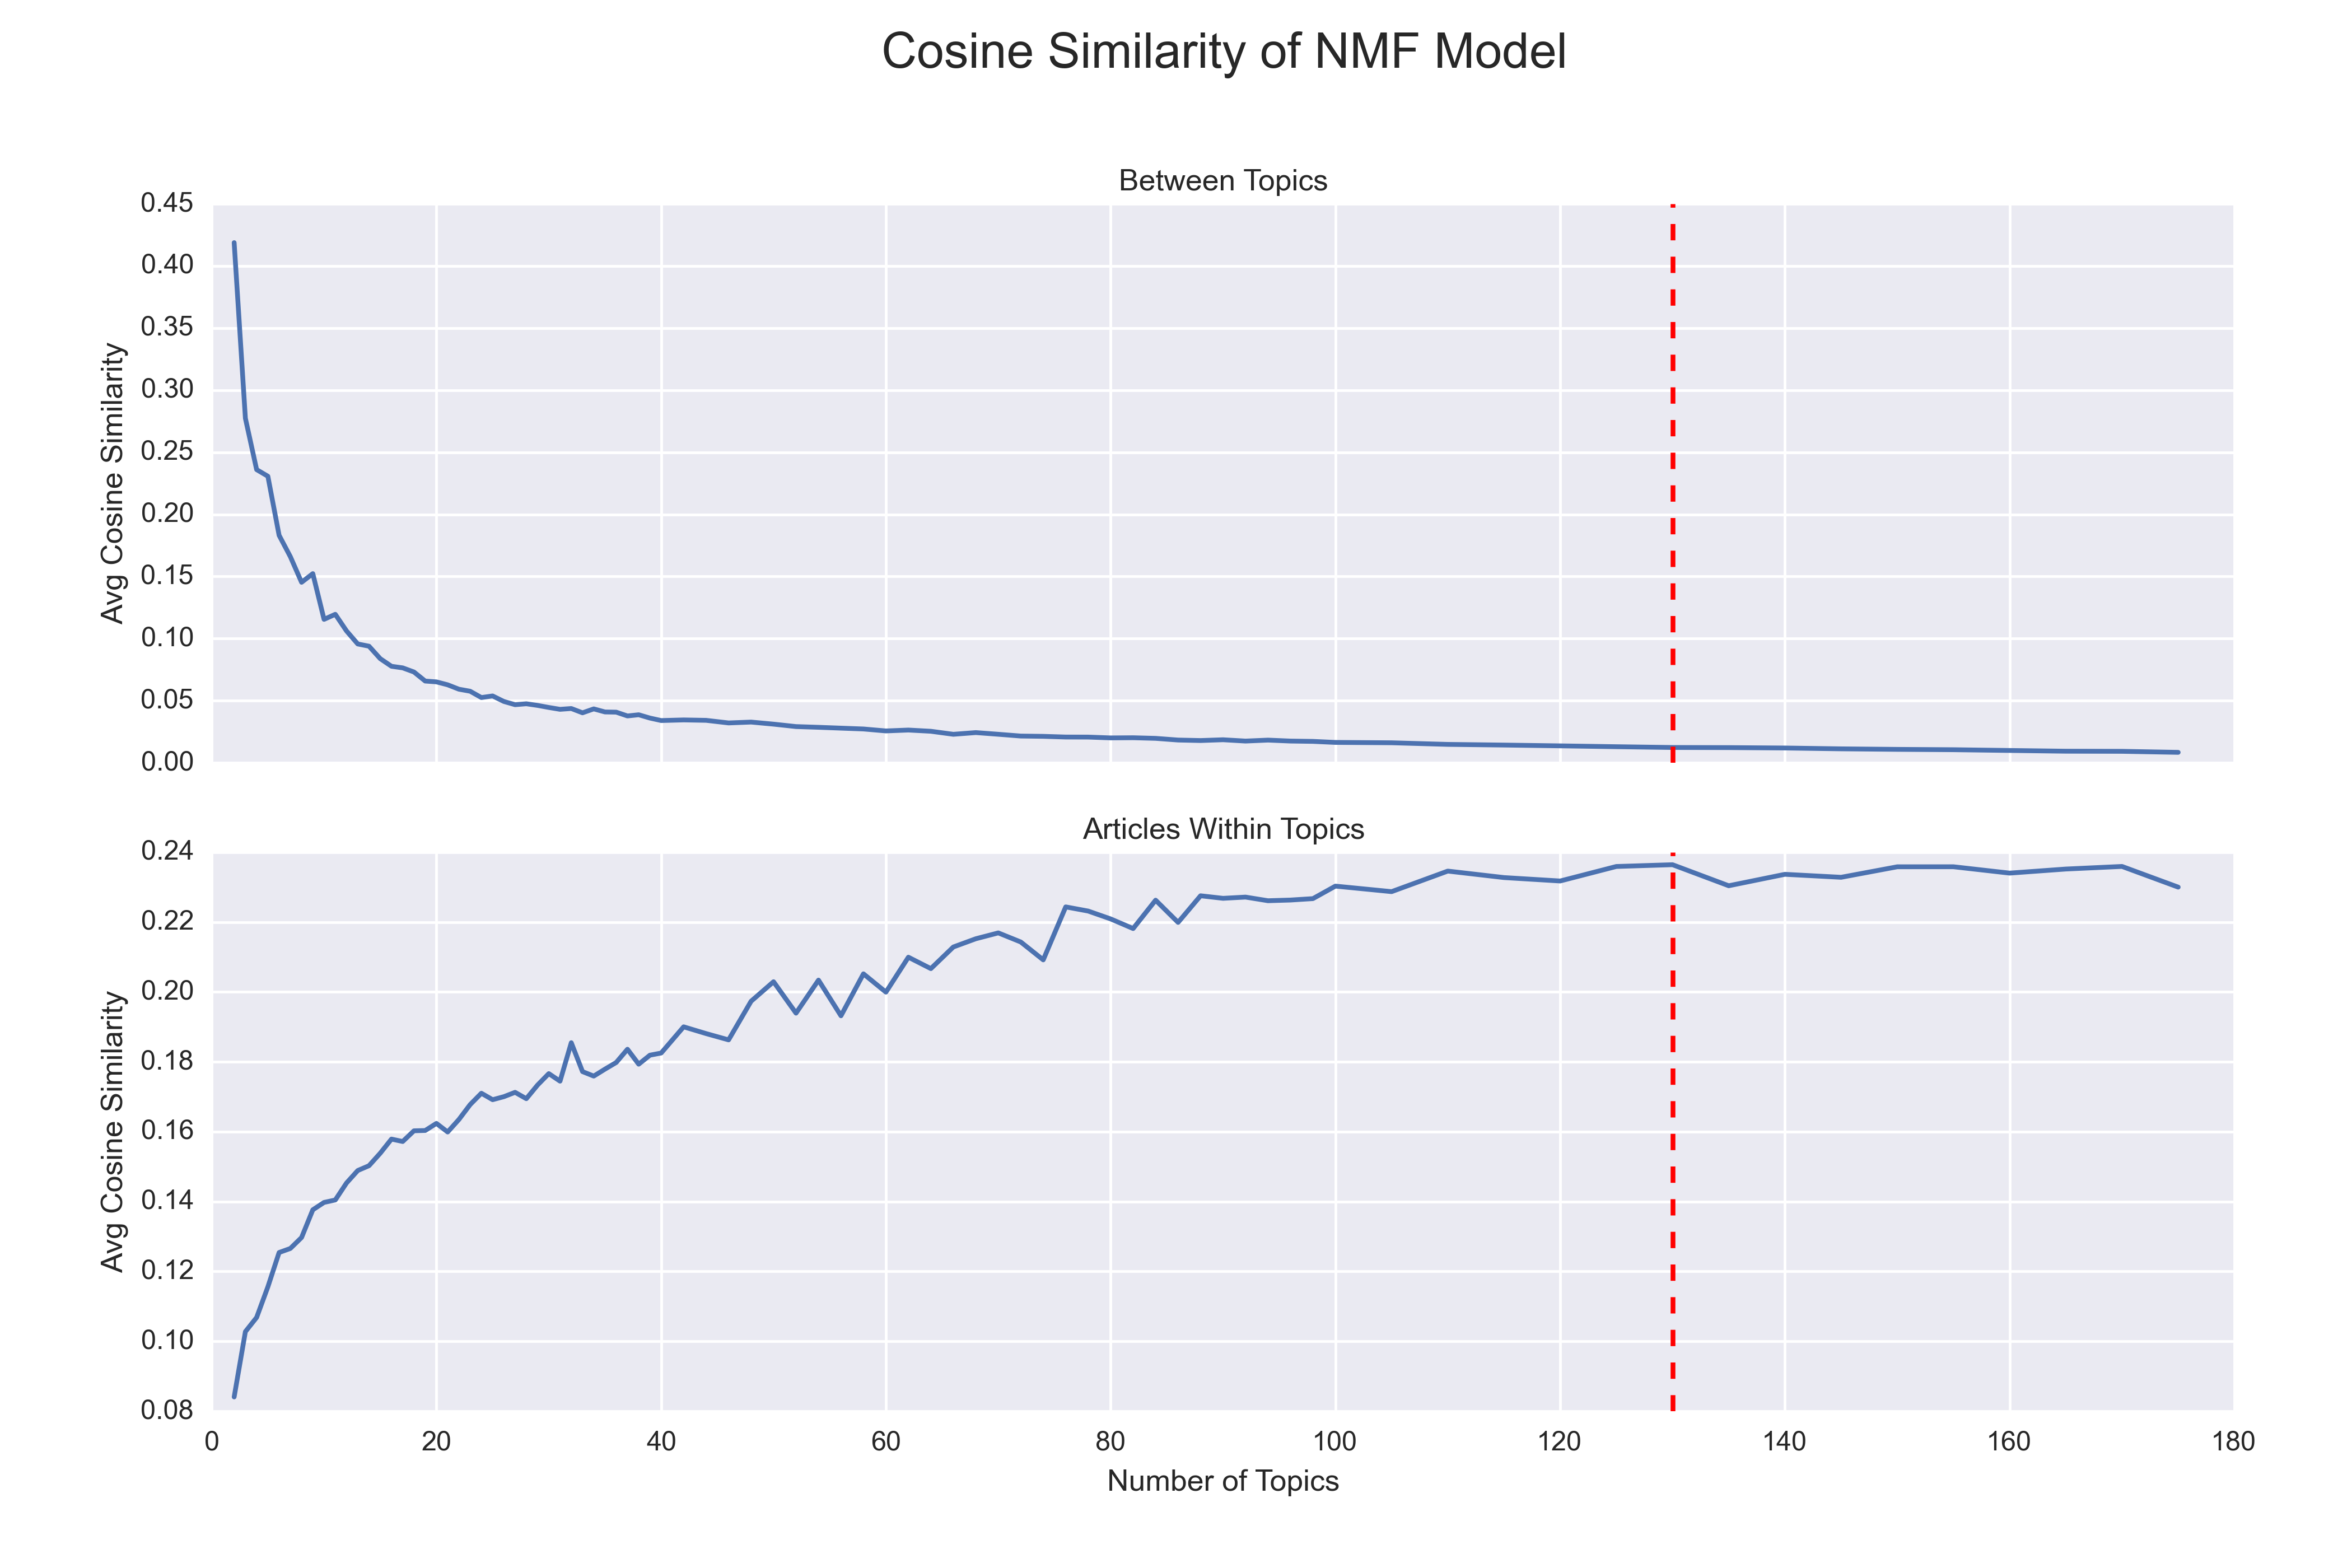 Cosine Similarity of NMF Model
Between Topics
Avg Cosine Similarity
0.45
0.40
0.35
0.30
0.25
0.20
0.15
0.10
0.05
0.00
Articles Within Topics
Avg Cosine Similarity
0.24
0.22
0.20
0.18
0.16
0.14
0.12
0.10
0.08
0 20 40 60 80 100 120 140 160 180
Number of Topics